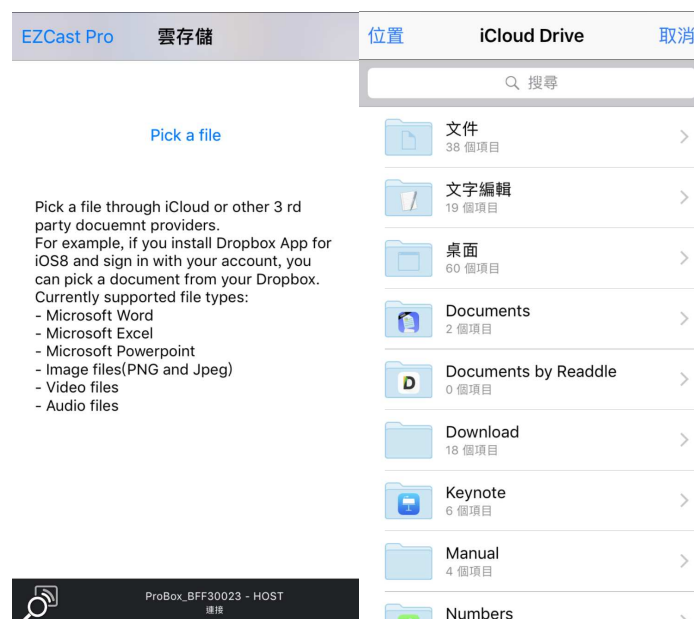 EZCast Pro
雲存儲
Pick a file
Pick a file through iCloud or other 3 rd
party docuemnt providers.
For example, if you install Dropbox App for
iOS8 and sign in with your account, you
can pick a document from your Dropbox.
Currently supported file types:
- Microsoft Word
- Microsoft Excel
- Microsoft Powerpoint
- Image files(PNG and Jpeg)
- Video files
- Audio files
ProBox_BFF30023 - HOST
連接
位置
iCloud Drive
取消
搜尋
文件
38 個項目
文字編輯
19 個項目
桌面
60 個項目
Documents
2 個項目
Documents by Readdle
0 個項目
Download
18 個項目
Keynote
6 個項目
Manual
4 個項目
Numbers